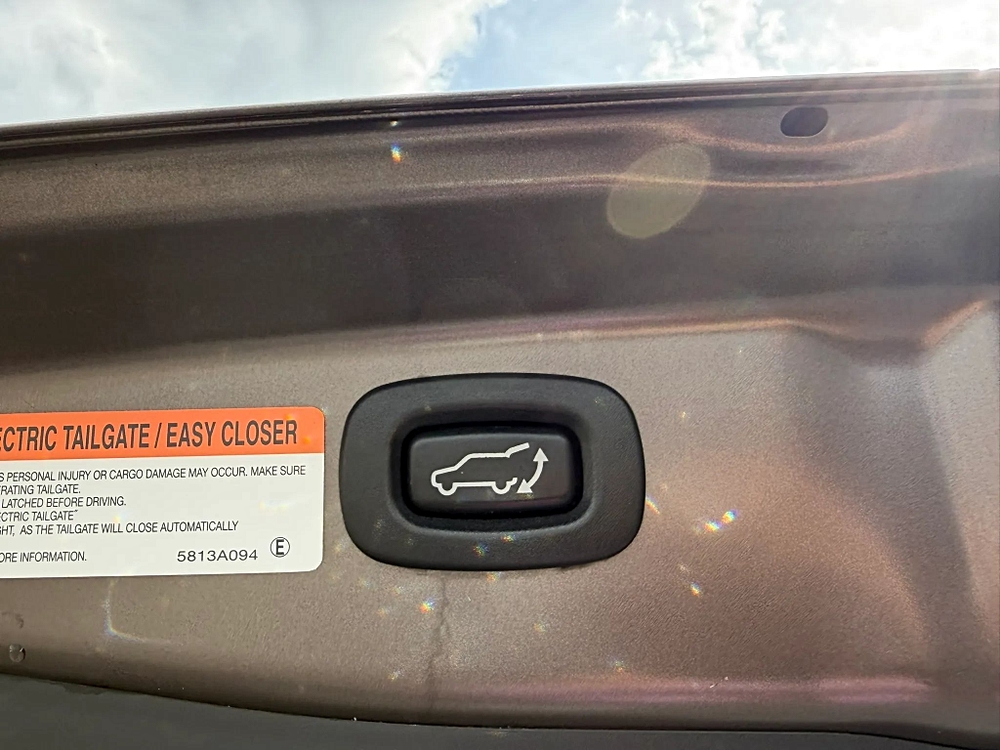 ECTRIC TAILGATE / EASY CLOSER
S PERSONAL INJURY OR CARGO DAMAGE MAY OCCUR. MAKE SURE
RATING TAILGATE.
LATCHED BEFORE DRIVING.
ECTRIC TAILGATE"
HT, AS THE TAILGATE WILL CLOSE AUTOMATICALLY
ORE INFORMATION.
5813A094 E